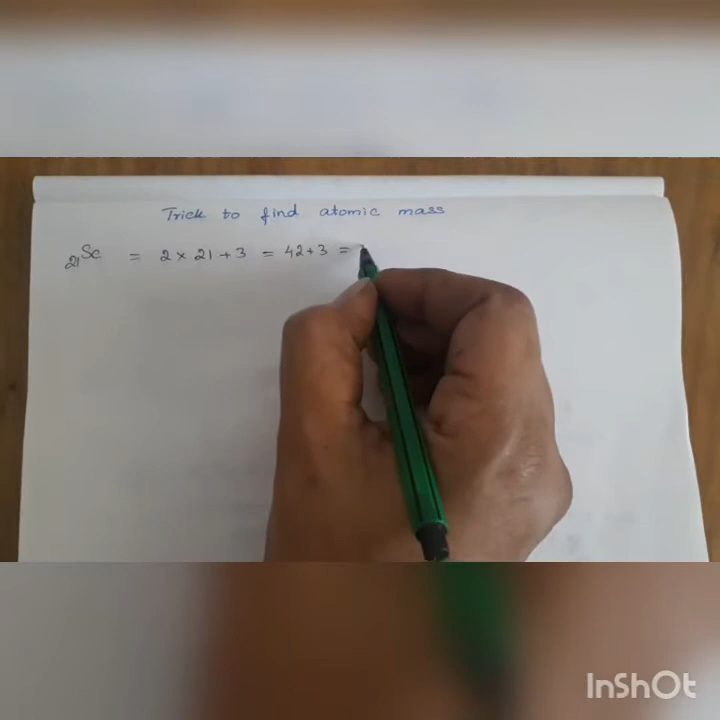 Trick to find atomic mass
21Sc = 2 × 21 + 3 = 42 + 3 =
InShOt